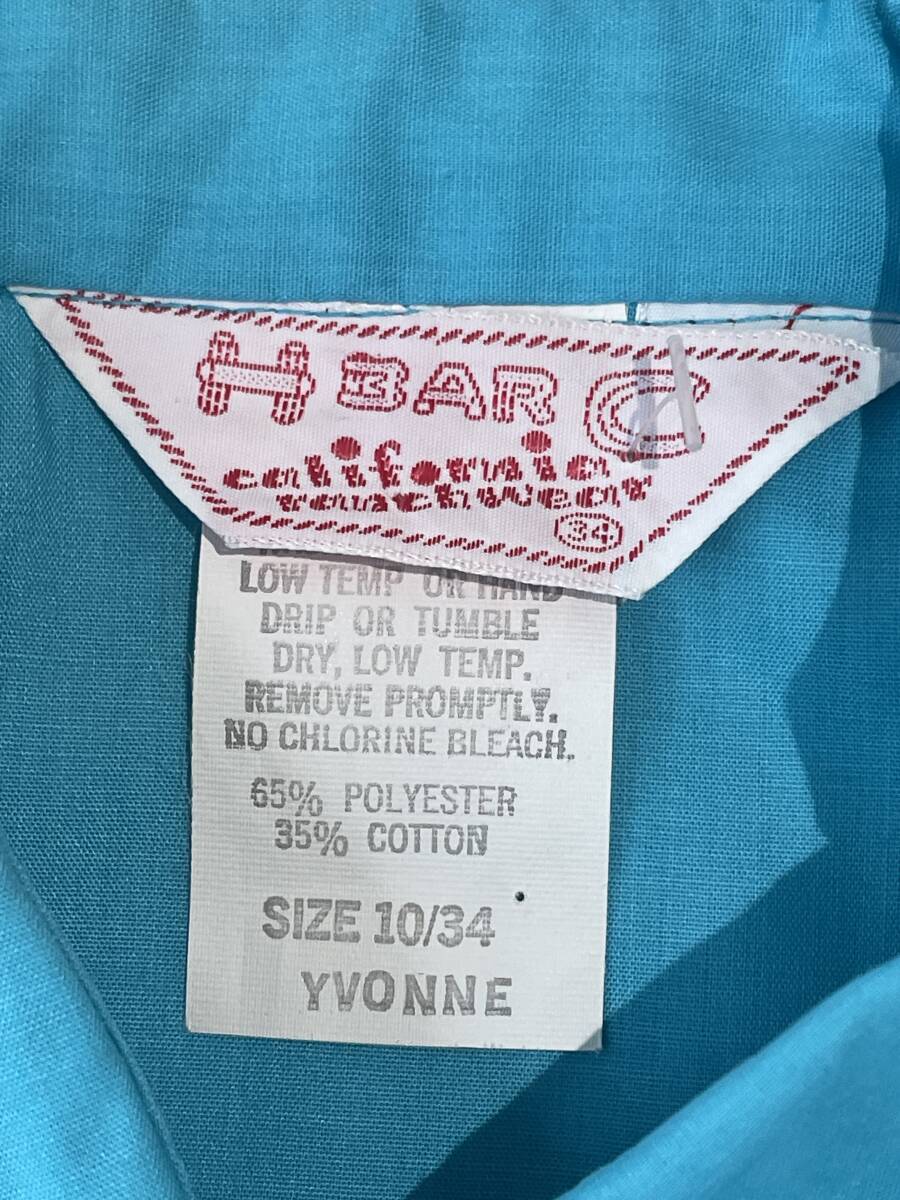 H BAR C
california
ranchwear
34
LOW TEMP OR HAND
DRIP OR TUMBLE
DRY, LOW TEMP.
REMOVE PROMPTLY.
NO CHLORINE BLEACH.
65% POLYESTER
35% COTTON
SIZE 10/34
YVONNE